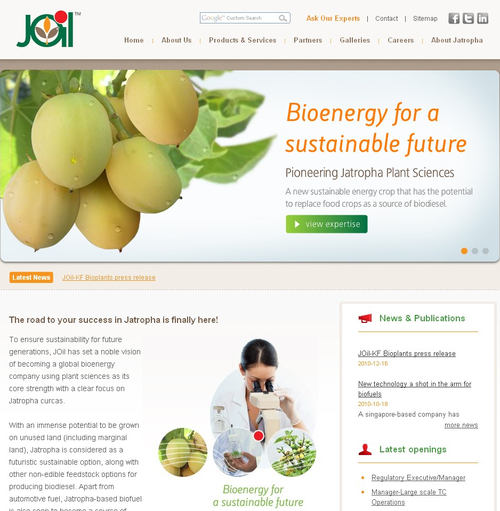 JOil™
Google™ Custom Search
Ask Our Experts | Contact | Sitemap
Home | About Us | Products & Services | Partners | Galleries | Careers | About Jatropha
Bioenergy for a
sustainable future
Pioneering Jatropha Plant Sciences
A new sustainable energy crop that has the potential
to replace food crops as a source of biodiesel.
view expertise
Latest News JOil-KF Bioplants press release
The road to your success in Jatropha is finally here!
To ensure sustainability for future
generations, JOil has set a noble vision
of becoming a global bioenergy
company using plant sciences as its
core strength with a clear focus on
Jatropha curcas.
With an immense potential to be grown
on unused land (including marginal
land), Jatropha is considered as a
futuristic sustainable option, along with
other non-edible feedstock options for
producing biodiesel. Apart from
automotive fuel, Jatropha-based biofuel
is also seen to become a source of
Bioenergy for
a sustainable future
News & Publications
JOil-KF Bioplants press release
2010-12-16
New technology a shot in the arm for
biofuels
2010-10-18
A singapore-based company has
more news
Latest openings
Regulatory Executive/Manager
Manager-Large scale TC
Operations